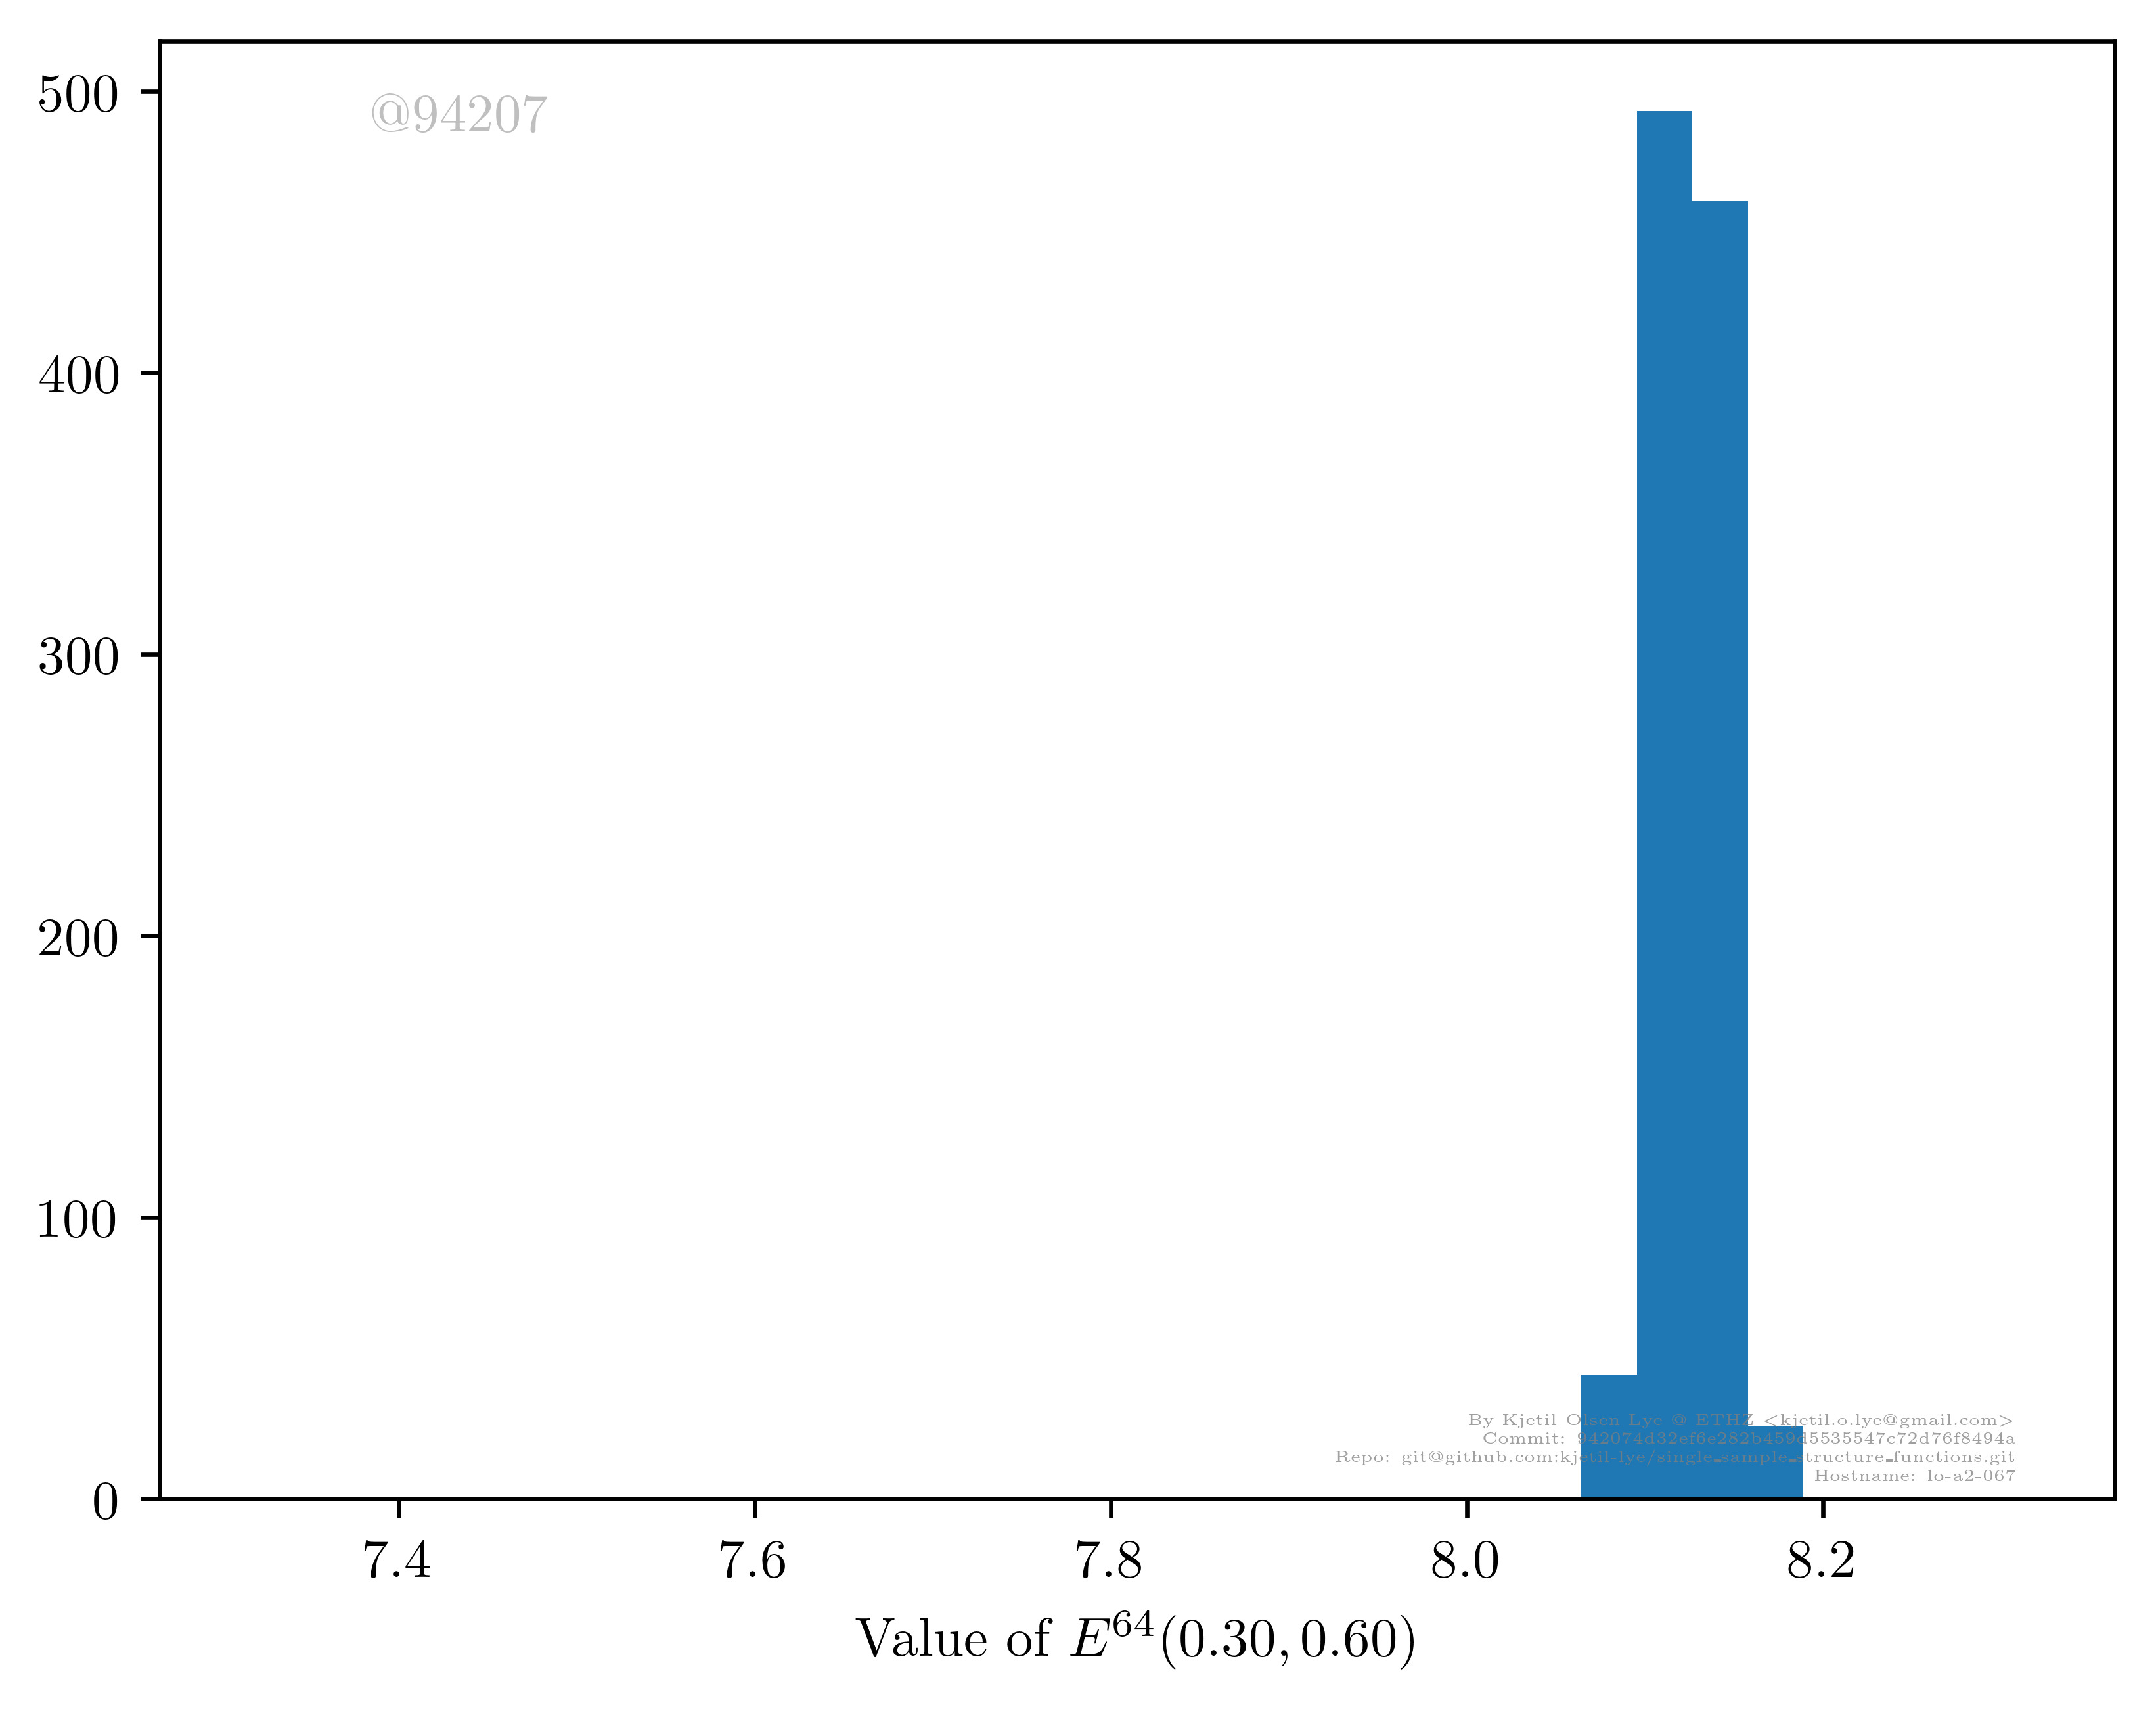 500
©94207
400
300
200
100
0
By Kjetil Olsen Lye @ ETHZ <kjetil.o.lye@gmail.com>
Commit: 942074d32ef6e282b459d5535547c72d76f8494a
Repo: git@github.com:kjetil-lye/single_sample_structure_functions.git
Hostname: lo-a2-067
7.4 7.6 7.8 8.0 8.2
Value of E^64(0.30, 0.60)